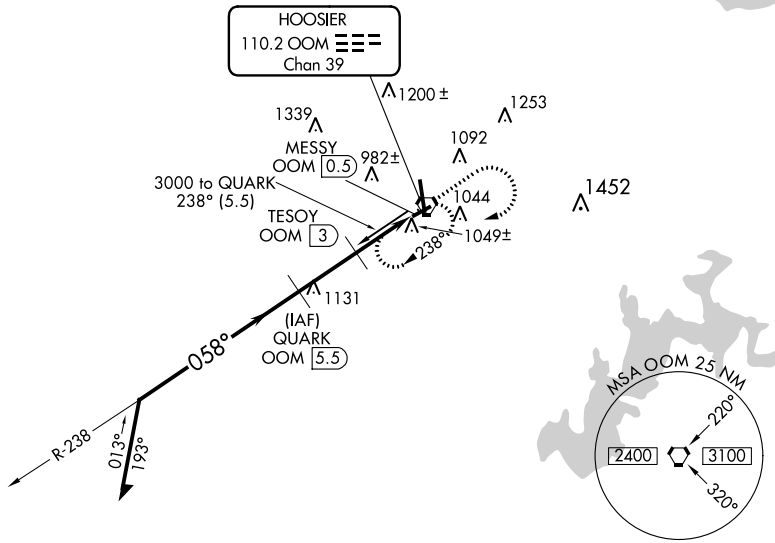 HOOSIER
110.2 OOM
Chan 39
1200 ±
1253
1339
1092
MESSY
OOM 0.5
982±
1452
3000 to QUARK
238° (5.5)
1044
TESOY
OOM 3
1049±
238°
1131
(IAF)
QUARK
OOM 5.5
058°
MSA OOM 25 NM
R-238
013°
193°
220°
2400
3100
320°